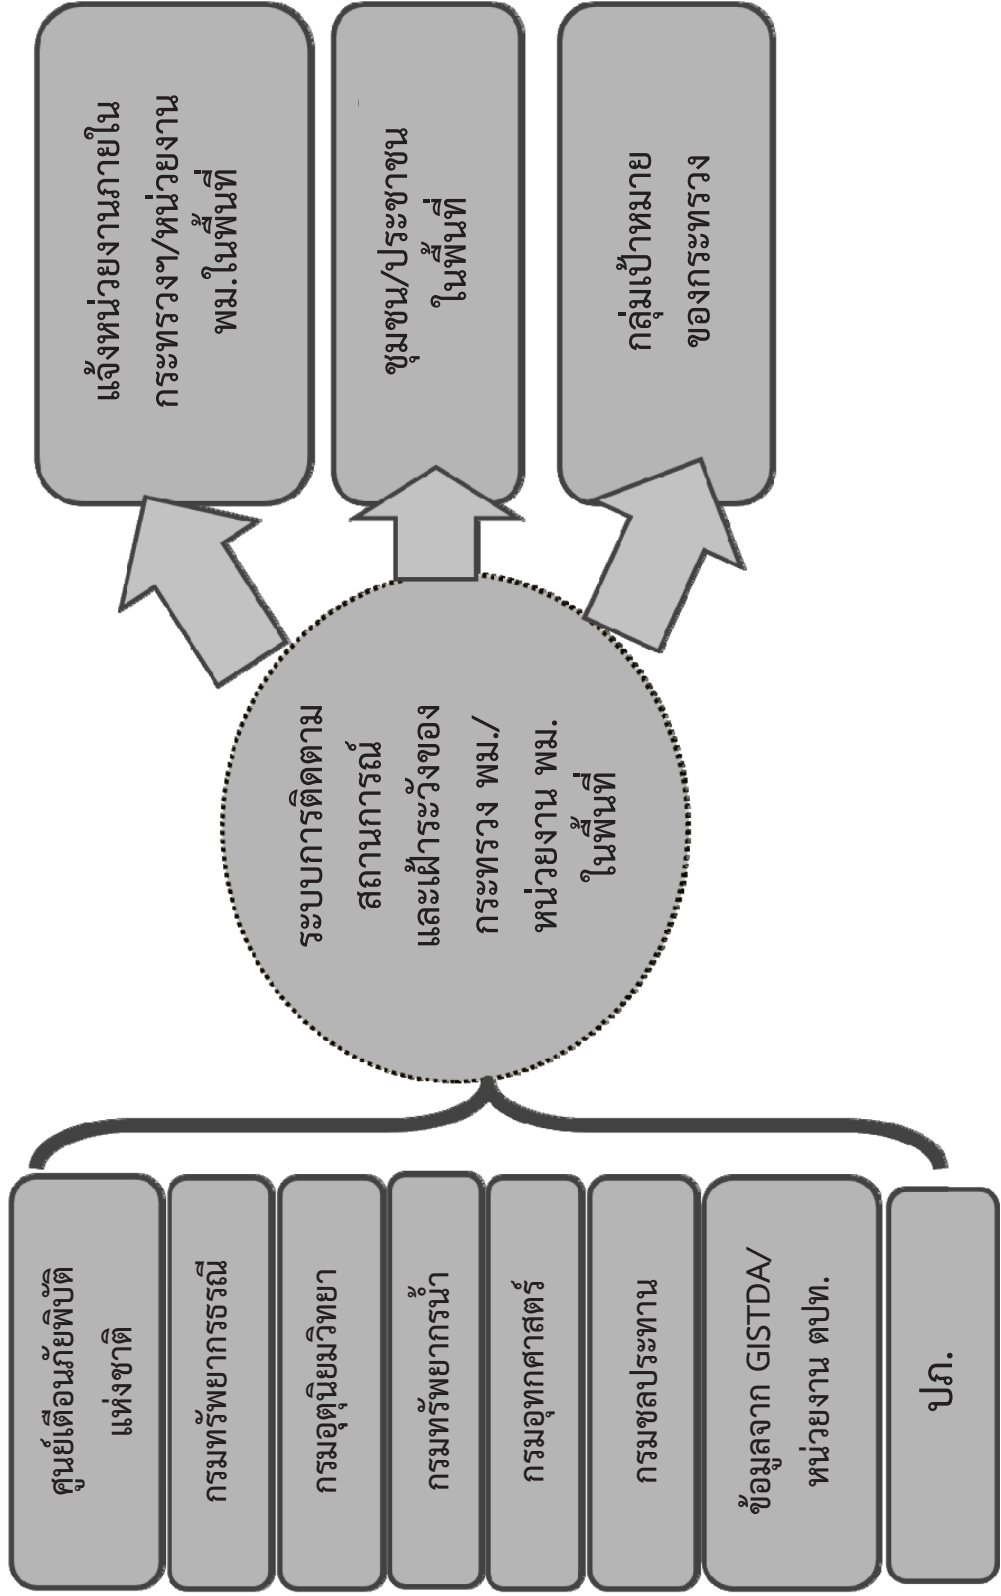 ศูนย์เตือนภัยพิบัติ
แห่งชาติ
กรมทรัพยากรธรณี
กรมอุตุนิยมวิทยา
กรมทรัพยากรน้ำ
กรมอุทกศาสตร์
กรมชลประทาน
ข้อมูลจาก GISTDA/
หน่วยงาน ตปท.
ปภ.
ระบบการติดตาม
สถานการณ์
และเฝ้าระวังของ
กระทรวง พม./
หน่วยงาน พม.
ในพื้นที่
แจ้งหน่วยงานภายใน
กระทรวงฯ/หน่วยงาน
พม.ในพื้นที่
ชุมชน/ประชาชน
ในพื้นที่
กลุ่มเป้าหมาย
ของกระทรวง